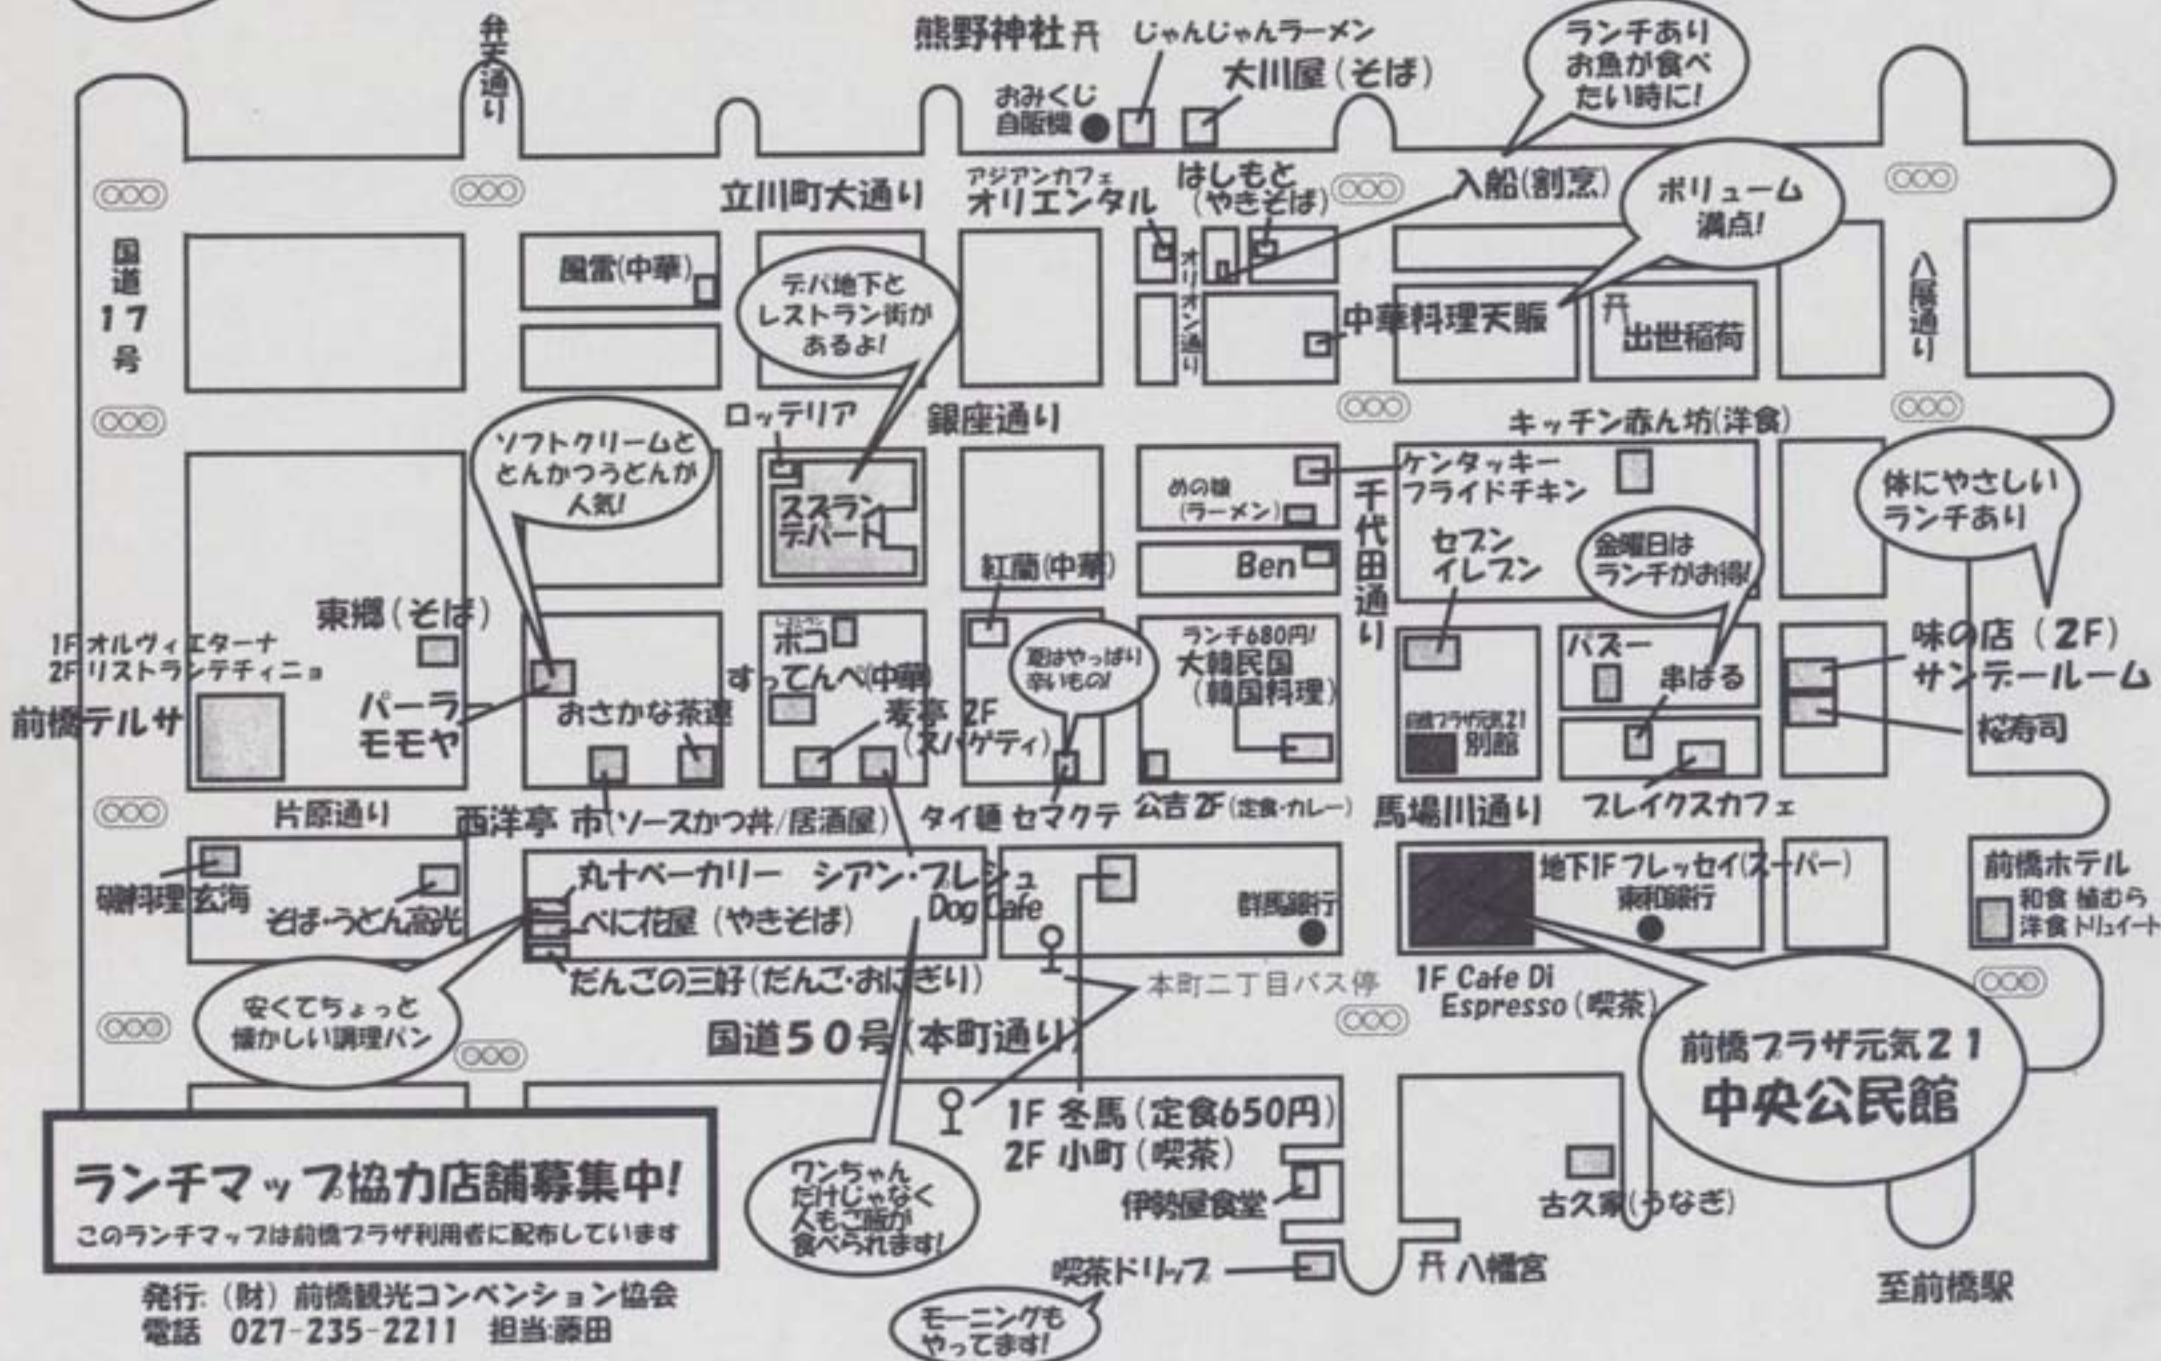 弁天通り
熊野神社
じゃんじゃんラーメン
大川屋(そば)
おみくじ
自販機
ランチあり
お魚が食べ
たい時に!
立川町大通り
アジアンカフェ
オリエンタル
はしもと
(やきそば)
入船(割烹)
ボリューム
満点!
国道17号
風雷(中華)
デパ地下と
レストラン街が
あるよ!
オリオン通り
中華料理天賑
出世稲荷
八展通り
ロッテリア
銀座通り
キッチン赤ん坊(洋食)
ソフトクリームと
とんかつうどんが
人気!
スズラン
デパート
めの娘
(ラーメン)
ケンタッキー
フライドチキン
千代田通り
体にやさしい
ランチあり
紅蘭(中華)
Ben
セブン
イレブン
金曜日は
ランチがお得!
東郷(そば)
1F オルヴィエターナ
2F リストランテチィニョ
前橋テルサ
パーラ
モモヤ
おさかな茶遼
ポコ
すってんぺ(中華)
麦亭 2F
(スパゲティ)
夏はやっぱり
辛いもの!
ランチ680円!
大韓民国
(韓国料理)
前橋プラザ元気21
別館
バズー
串ばる
味の店(2F)
サンデールーム
桜寿司
片原通り
西洋亭 市(ソースかつ丼/居酒屋)
タイ麺 セマクテ
公吉2F(定食・カレー)
馬場川通り
ブレイクスカフェ
磯料理 玄海
そば・うどん高光
丸十ベーカリー
べに花屋(やきそば)
だんごの三好(だんご・おにぎり)
シアン・プレシュ
Dog Cafe
群馬銀行
地下1F フレッセイ(スーパー)
東和銀行
前橋ホテル
和食 植むら
洋食 トリュイート
安くてちょっと
懐かしい調理パン
本町二丁目バス停
1F Cafe Di
Espresso(喫茶)
国道50号(本町通り)
前橋プラザ元気21
中央公民館
1F 冬馬(定食650円)
2F 小町(喫茶)
ワンちゃん
だけじゃなく
人もご飯が
食べられます!
伊勢屋食堂
古久家(うなぎ)
喫茶ドリップ
八幡宮
モーニングも
やってます!
至前橋駅
ランチマップ協力店舗募集中!
このランチマップは前橋プラザ利用者に配布しています
発行:(財)前橋観光コンベンション協会
電話 027-235-2211 担当:藤田